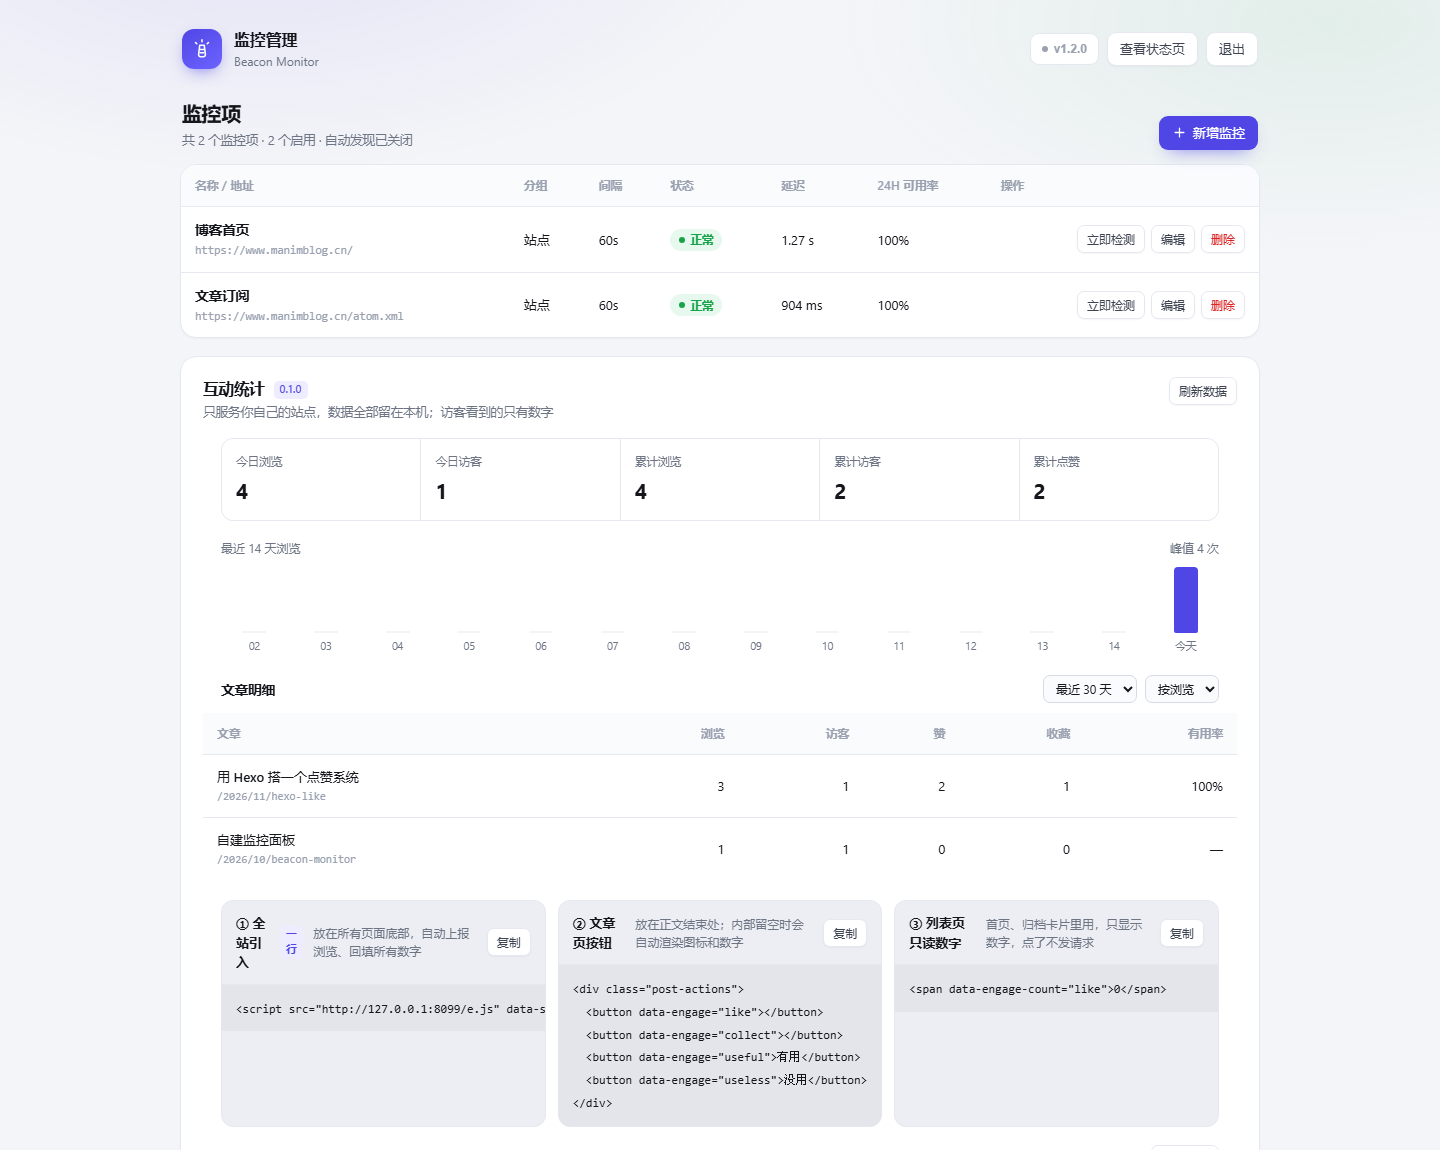 监控管理
Beacon Monitor
v1.2.0
查看状态页
退出
监控项
共 2 个监控项 · 2 个启用 · 自动发现已关闭
新增监控
名称 / 地址 分组 间隔 状态 延迟 24H 可用率 操作
博客首页
https://www.manimblog.cn/
站点 60s 正常 1.27 s 100% 立即检测 编辑 删除
文章订阅
https://www.manimblog.cn/atom.xml
站点 60s 正常 904 ms 100% 立即检测 编辑 删除
互动统计 0.1.0
只服务你自己的站点，数据全部留在本机；访客看到的只有数字
刷新数据
今日浏览 今日访客 累计浏览 累计访客 累计点赞
4 1 4 2 2
最近 14 天浏览 峰值 4 次
02 03 04 05 06 07 08 09 10 11 12 13 14 今天
文章明细 最近 30 天 按浏览
文章 浏览 访客 赞 收藏 有用率
用 Hexo 搭一个点赞系统
/2026/11/hexo-like
3 1 2 1 100%
自建监控面板
/2026/10/beacon-monitor
1 1 0 0 —
① 全
站引
入
一
行
放在所有页面底部，自动上报
浏览、回填所有数字
复制
<script src="http://127.0.0.1:8099/e.js" data-s
② 文章
页按钮
放在正文结束处；内部留空时会
自动渲染图标和数字
复制
<div class="post-actions">
<button data-engage="like"></button>
<button data-engage="collect"></button>
<button data-engage="useful">有用</button>
<button data-engage="useless">没用</button>
</div>
③ 列表页
只读数字
首页、归档卡片里用，只显示
数字，点了不发请求
复制
<span data-engage-count="like">0</span>